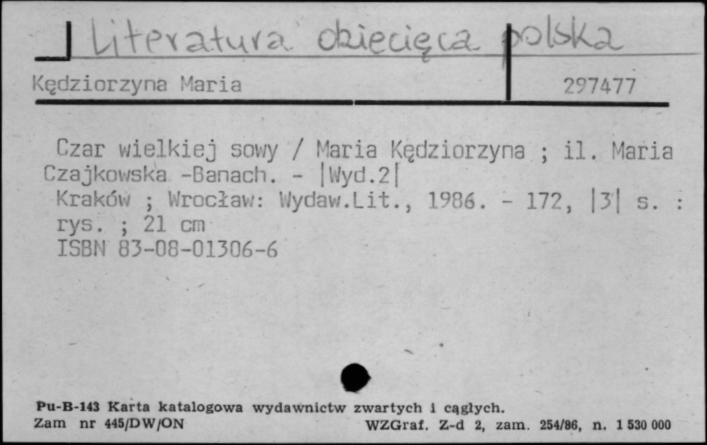 Literatura dziecięca polska
Kędziorzyna Maria 297477
Czar wielkiej sowy / Maria Kędziorzyna ; il. Maria
Czajkowska -Banach. - |Wyd.2|
Kraków ; Wrocław: Wydaw.Lit., 1986. - 172, |3| s. :
rys. ; 21 cm
ISBN 83-08-01306-6
Pu-B-143 Karta katalogowa wydawnictw zwartych i cągłych.
Zam nr 445/DW/ON WZGraf. Z-d 2, zam. 254/86, n. 1 530 000